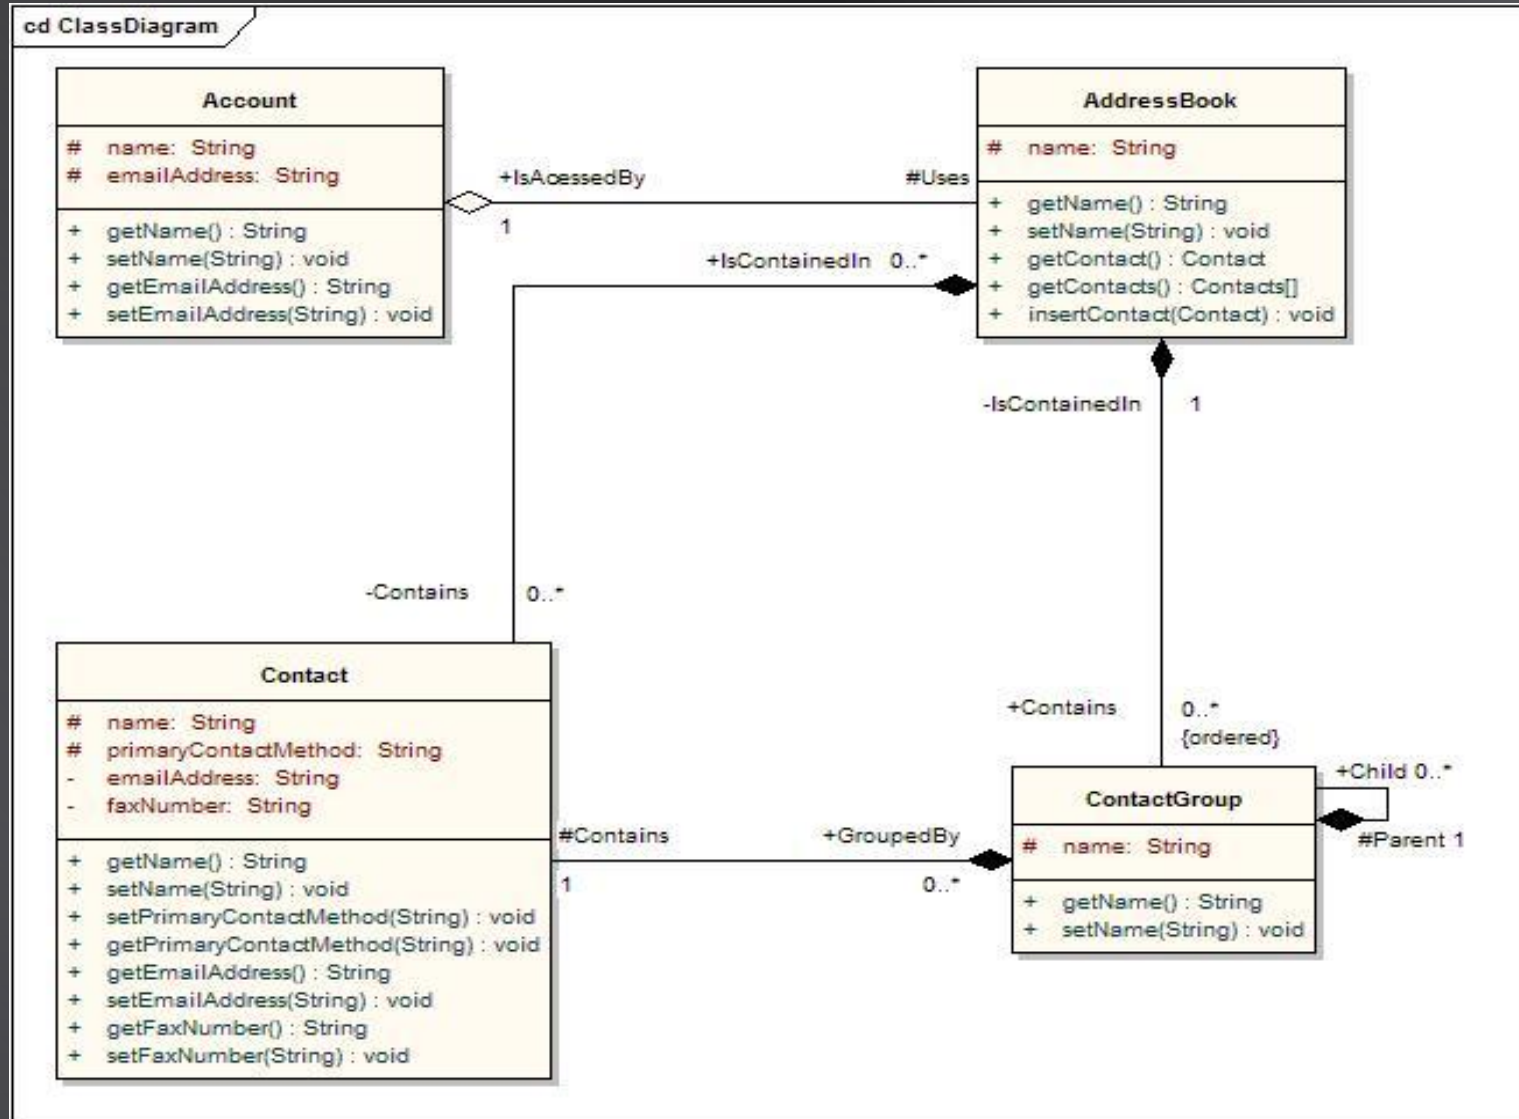 cd ClassDiagram
Account
# name: String
# emailAddress: String
+ getName() : String
+ setName(String) : void
+ getEmailAddress() : String
+ setEmailAddress(String) : void
+IsAcessedBy
1
#Uses
AddressBook
# name: String
+ getName() : String
+ setName(String) : void
+ getContact() : Contact
+ getContacts() : Contacts[]
+ insertContact(Contact) : void
+IsContainedIn 0..*
-IsContainedIn 1
-Contains 0..*
+Contains 0..*
{ordered}
Contact
# name: String
# primaryContactMethod: String
- emailAddress: String
- faxNumber: String
+ getName() : String
+ setName(String) : void
+ setPrimaryContactMethod(String) : void
+ getPrimaryContactMethod(String) : void
+ getEmailAddress() : String
+ setEmailAddress(String) : void
+ getFaxNumber() : String
+ setFaxNumber(String) : void
#Contains
1
+GroupedBy
0..*
ContactGroup
# name: String
+ getName() : String
+ setName(String) : void
+Child 0..*
#Parent 1